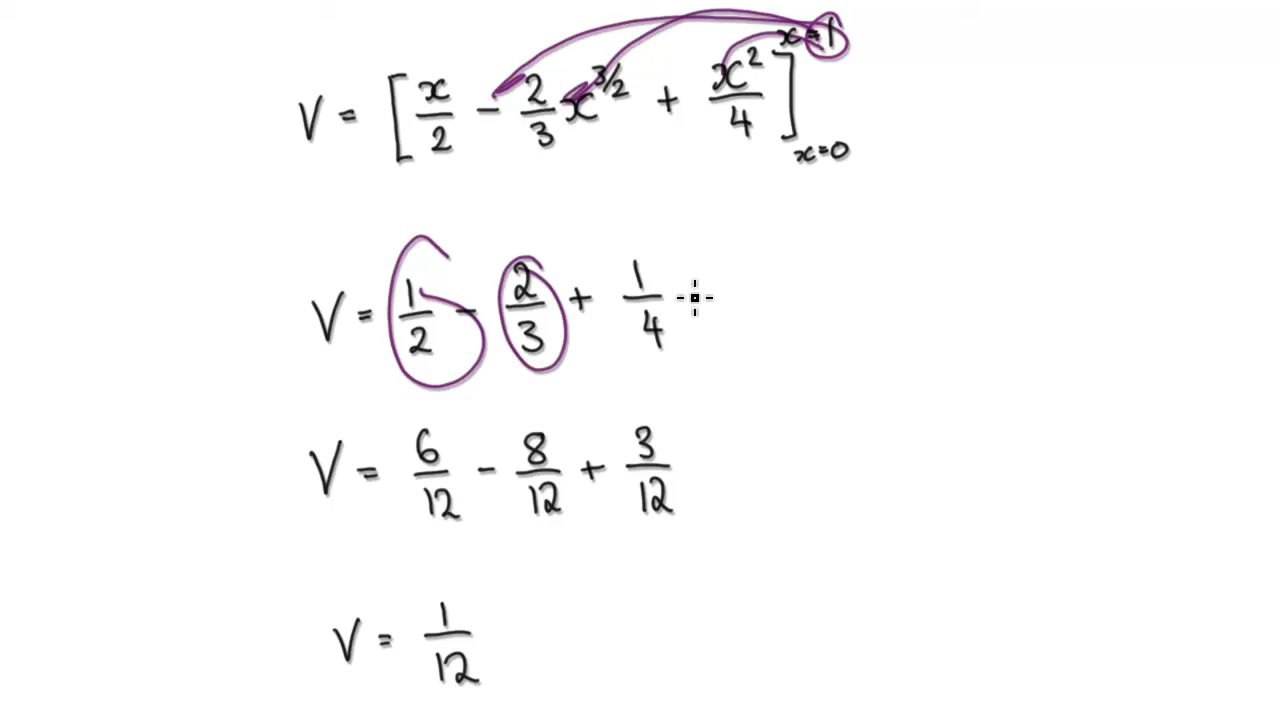 V = [x/2 - 2/3 x^3/2 + x^2/4] x=1 x=0
V = 1/2 - 2/3 + 1/4
V = 6/12 - 8/12 + 3/12
V = 1/12